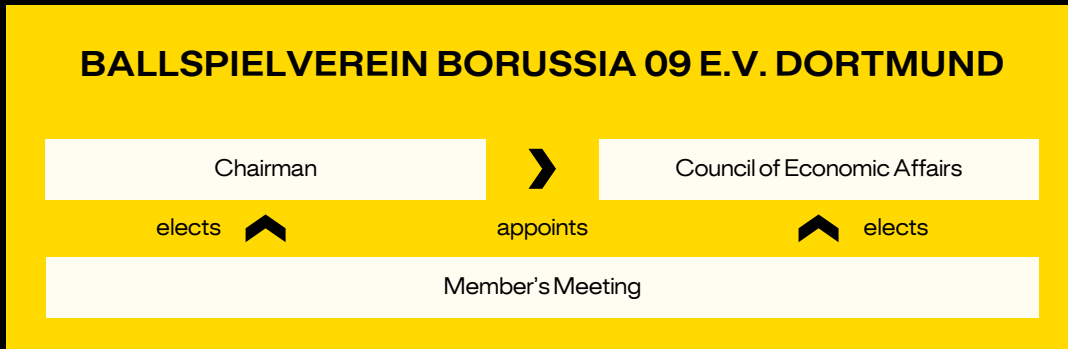 BALLSPIELVEREIN BORUSSIA 09 E.V. DORTMUND
Chairman
Council of Economic Affairs
elects
appoints
elects
Member's Meeting